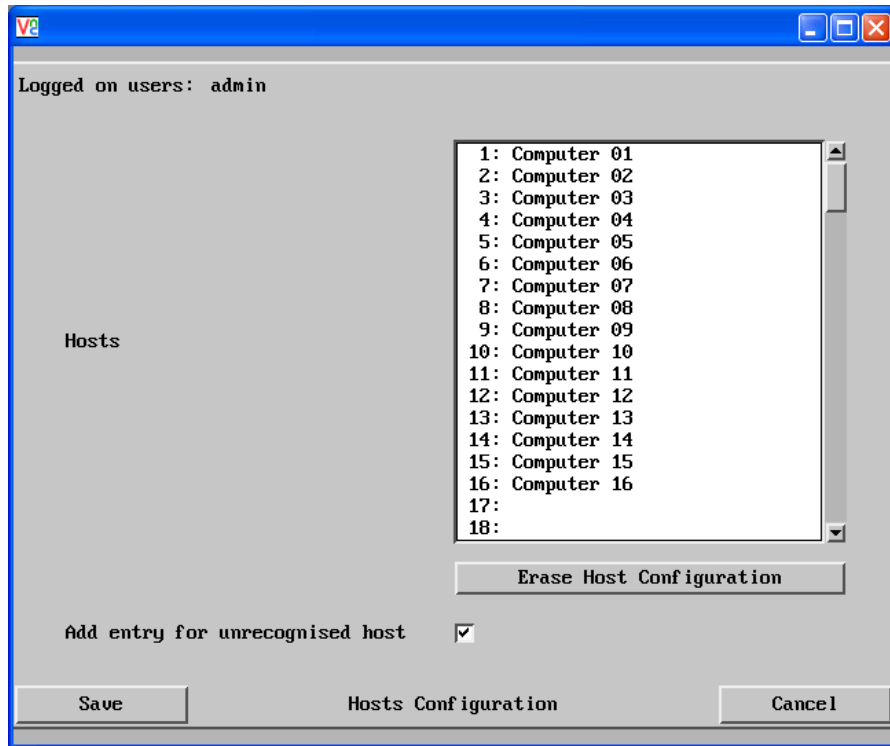 Logged on users: admin
1: Computer 01
2: Computer 02
3: Computer 03
4: Computer 04
5: Computer 05
6: Computer 06
7: Computer 07
8: Computer 08
9: Computer 09
Hosts
10: Computer 10
11: Computer 11
12: Computer 12
13: Computer 13
14: Computer 14
15: Computer 15
16: Computer 16
17:
18:
Erase Host Configuration
Add entry for unrecognised host
Save
Hosts Configuration
Cancel